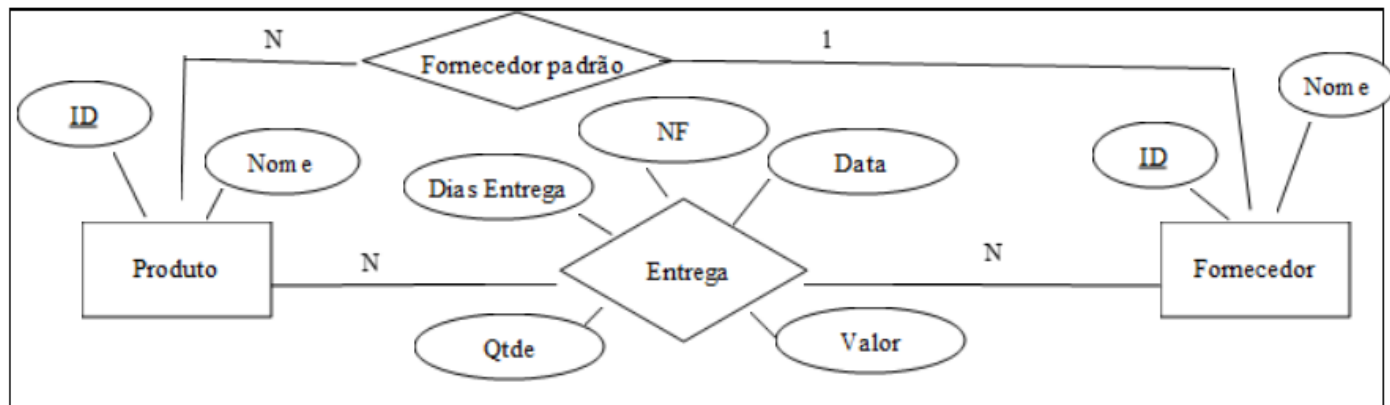 N
Fornecedor padrão
1
Nome
ID
NF
Nome
Data
ID
Dias Entrega
Produto
N
Entrega
N
Fornecedor
Qtde
Valor